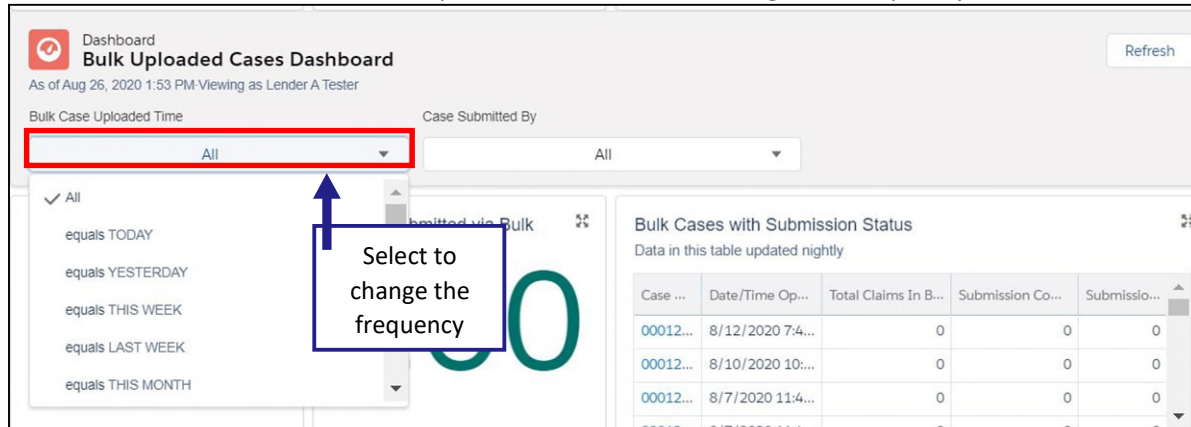 Dashboard
Bulk Uploaded Cases Dashboard
Refresh
As of Aug 26, 2020 1:53 PM·Viewing as Lender A Tester
Bulk Case Uploaded Time
Case Submitted By
All
All
All
equals TODAY
equals YESTERDAY
equals THIS WEEK
equals LAST WEEK
equals THIS MONTH
via Bulk
Select to
change the
frequency
Bulk Cases with Submission Status
Data in this table updated nightly
Case ... Date/Time Op... Total Claims In B... Submission Co... Submissio...
00012... 8/12/2020 7:4... 0 0 0
00012... 8/10/2020 10:... 0 0 0
00012... 8/7/2020 11:4... 0 0 0